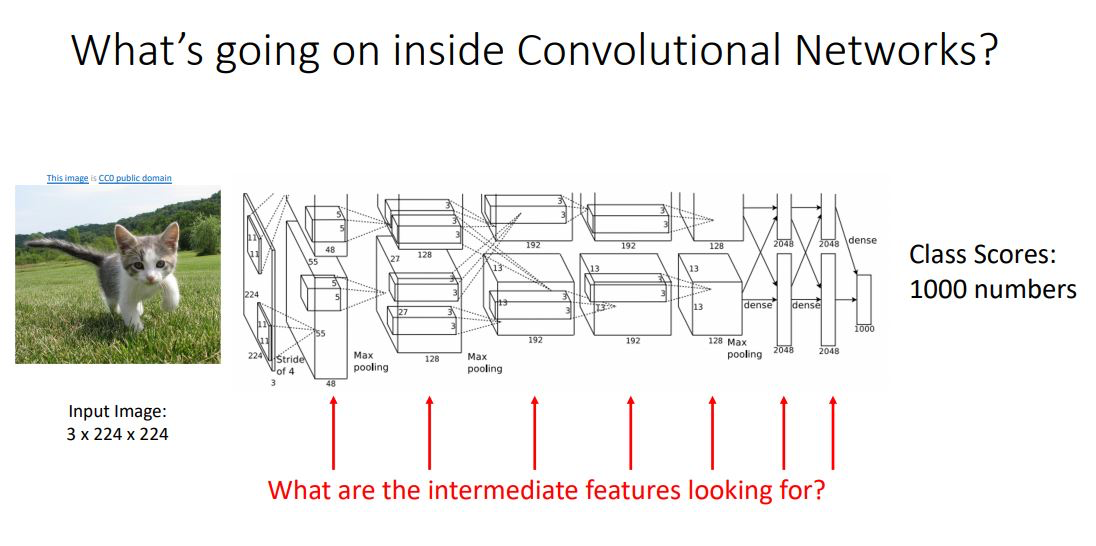 What's going on inside Convolutional Networks?
This image is CC0 public domain
11
11
224
11
11
224
Stride
of 4
3
55
55
5
5
48
5
5
48
Max
pooling
27
27
3
3
128
3
3
3
3
128
Max
pooling
3
3
192
13
13
3
3
192
3
3
192
13
13
3
3
192
128
13
13
128
Max
pooling
dense
2048
2048
dense
2048
2048
dense
1000
Class Scores:
1000 numbers
Input Image:
3 x 224 x 224
What are the intermediate features looking for?